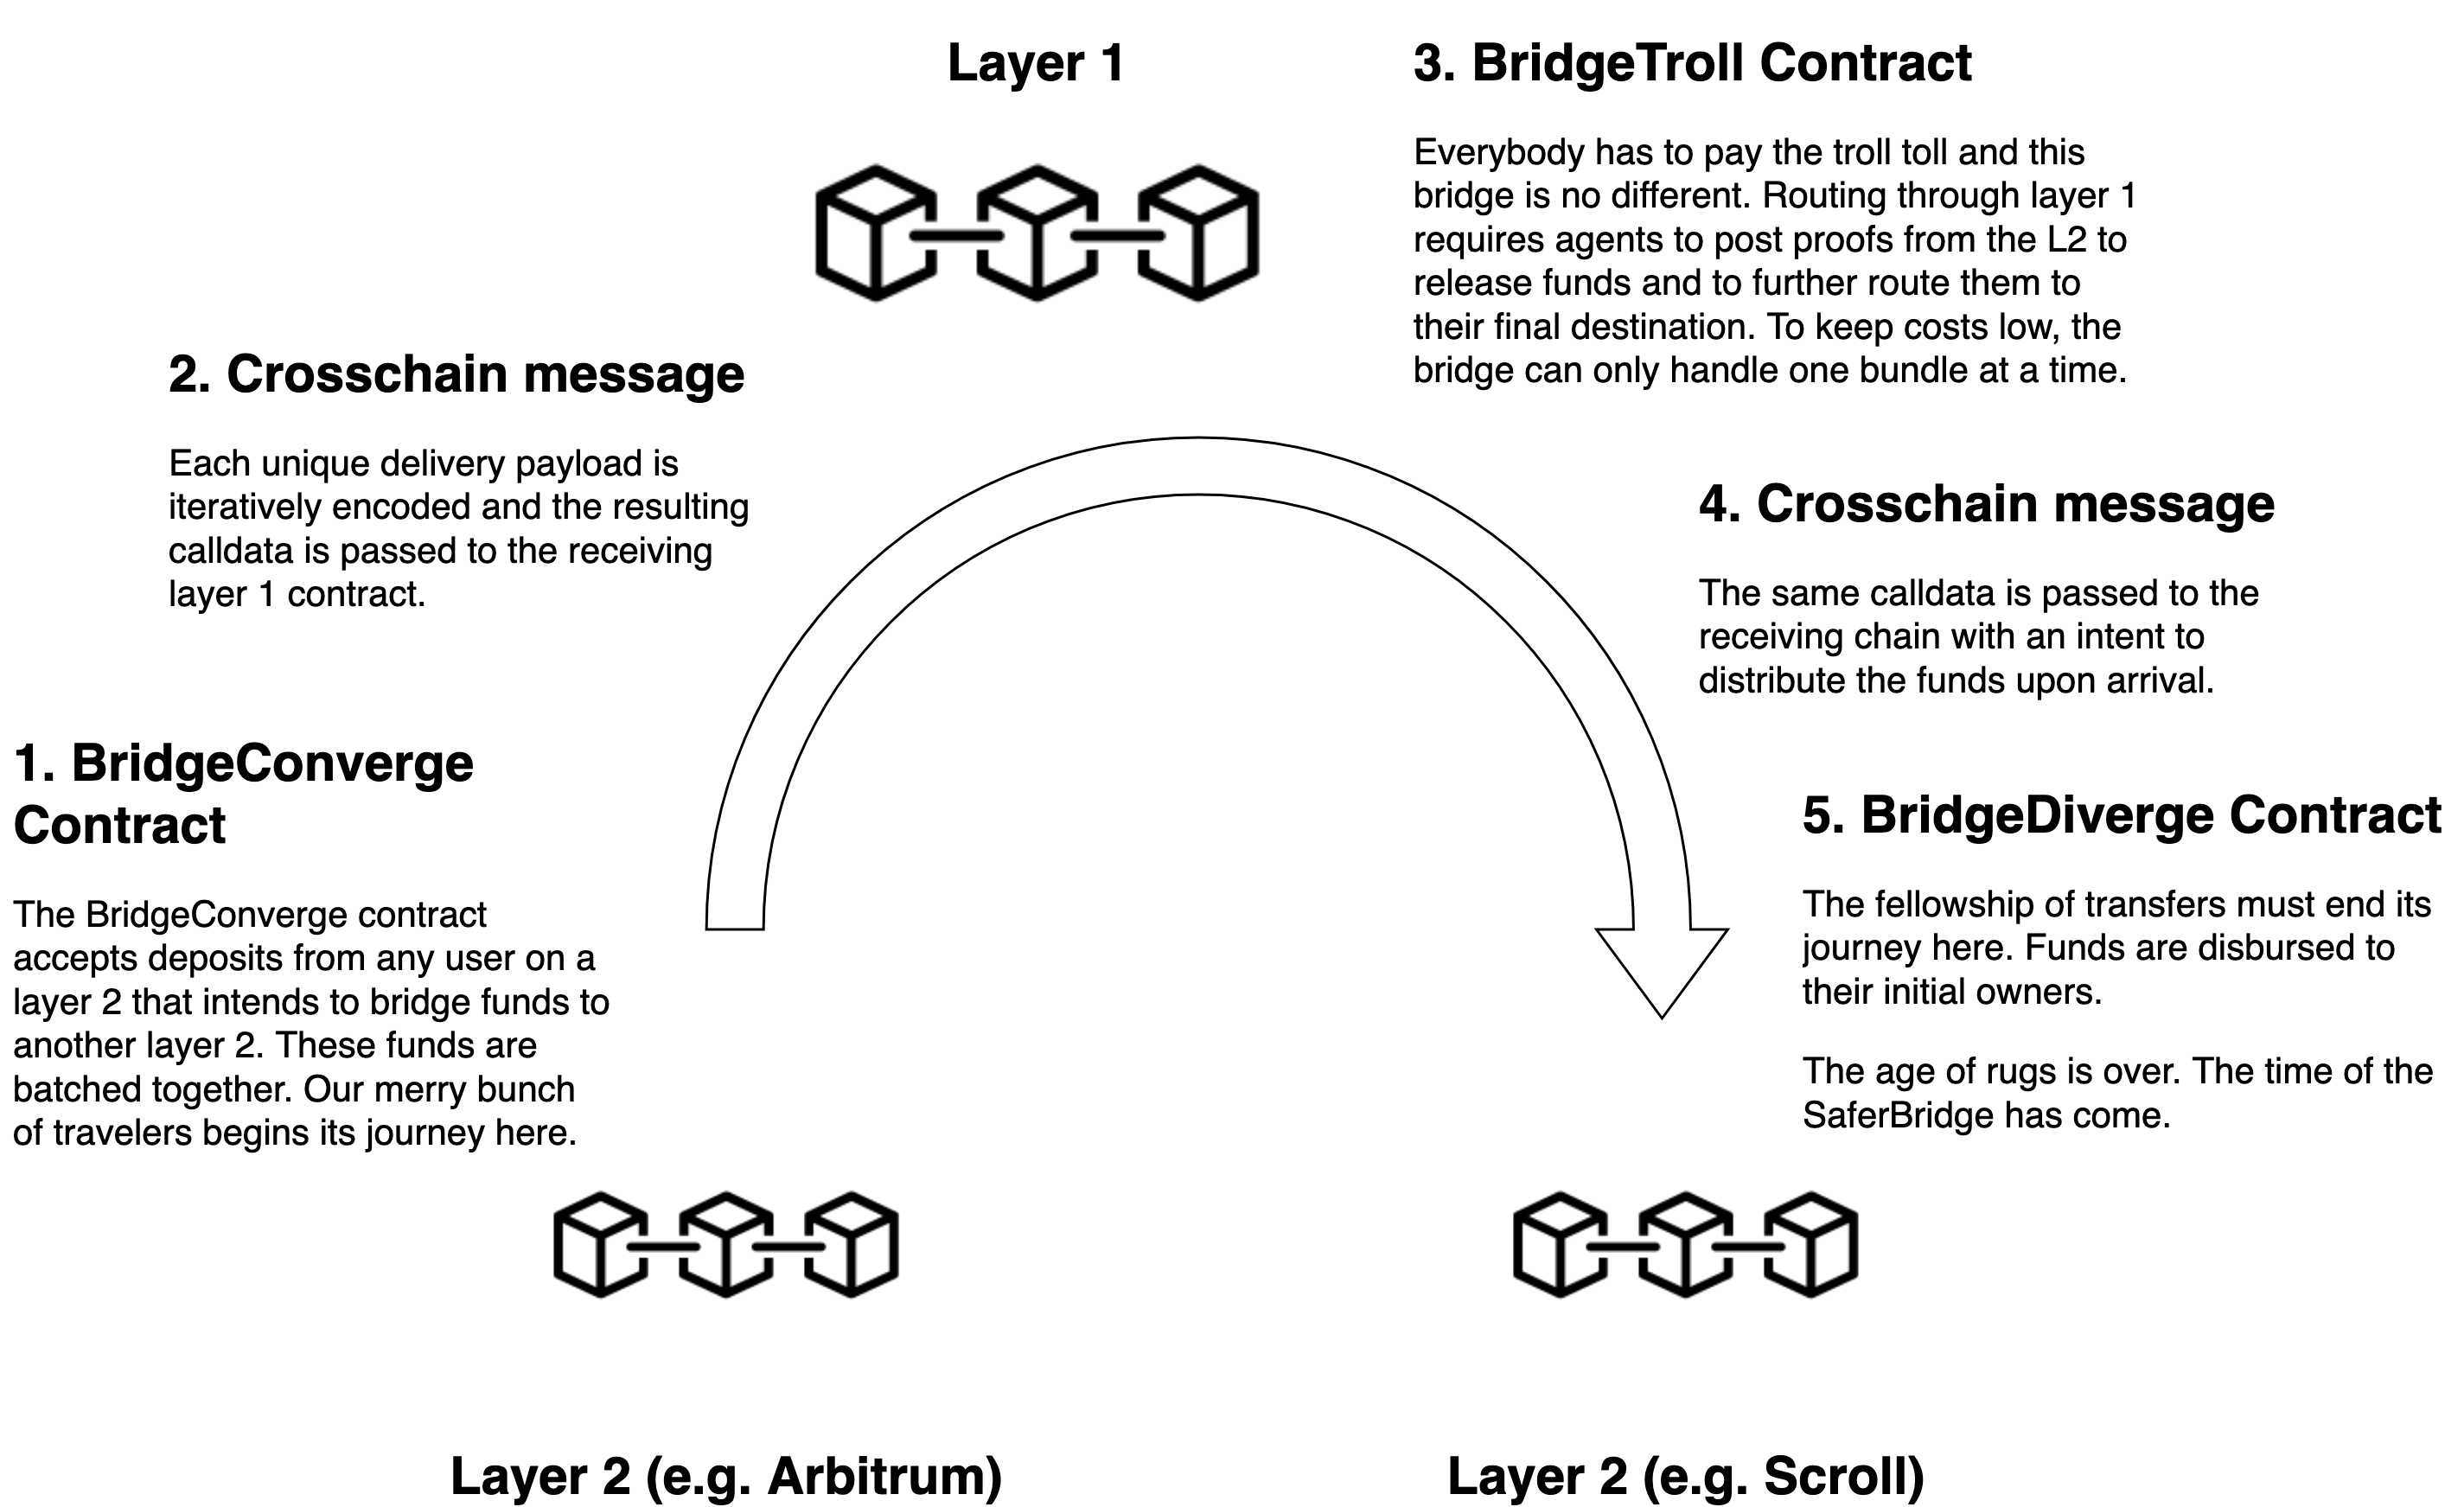 Layer 1
3. BridgeTroll Contract
Everybody has to pay the troll toll and this
bridge is no different. Routing through layer 1
requires agents to post proofs from the L2 to
release funds and to further route them to
their final destination. To keep costs low, the
bridge can only handle one bundle at a time.
2. Crosschain message
Each unique delivery payload is
iteratively encoded and the resulting
calldata is passed to the receiving
layer 1 contract.
4. Crosschain message
The same calldata is passed to the
receiving chain with an intent to
distribute the funds upon arrival.
1. BridgeConverge
Contract
The BridgeConverge contract
accepts deposits from any user on a
layer 2 that intends to bridge funds to
another layer 2. These funds are
batched together. Our merry bunch
of travelers begins its journey here.
5. BridgeDiverge Contract
The fellowship of transfers must end its
journey here. Funds are disbursed to
their initial owners.
The age of rugs is over. The time of the
SaferBridge has come.
Layer 2 (e.g. Arbitrum)
Layer 2 (e.g. Scroll)